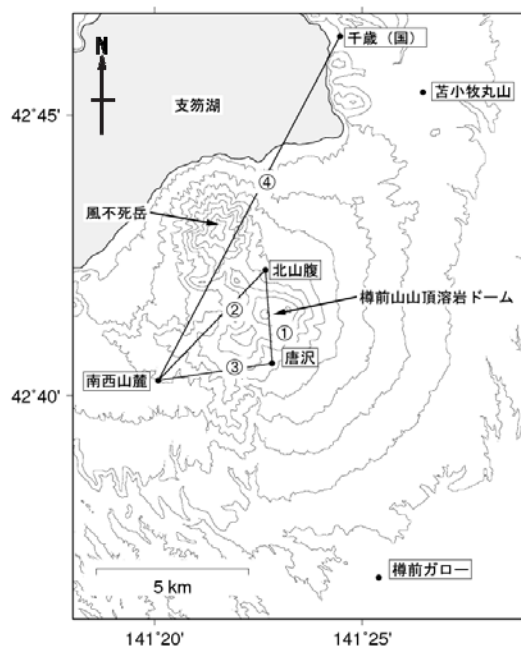 千歳（国）
N
苫小牧丸山
42°45'
支笏湖
④
風不死岳
北山腹
樽前山山頂溶岩ドーム
②
①
唐沢
③
南西山麓
42°40'
樽前ガロー
5 km
141°20'
141°25'